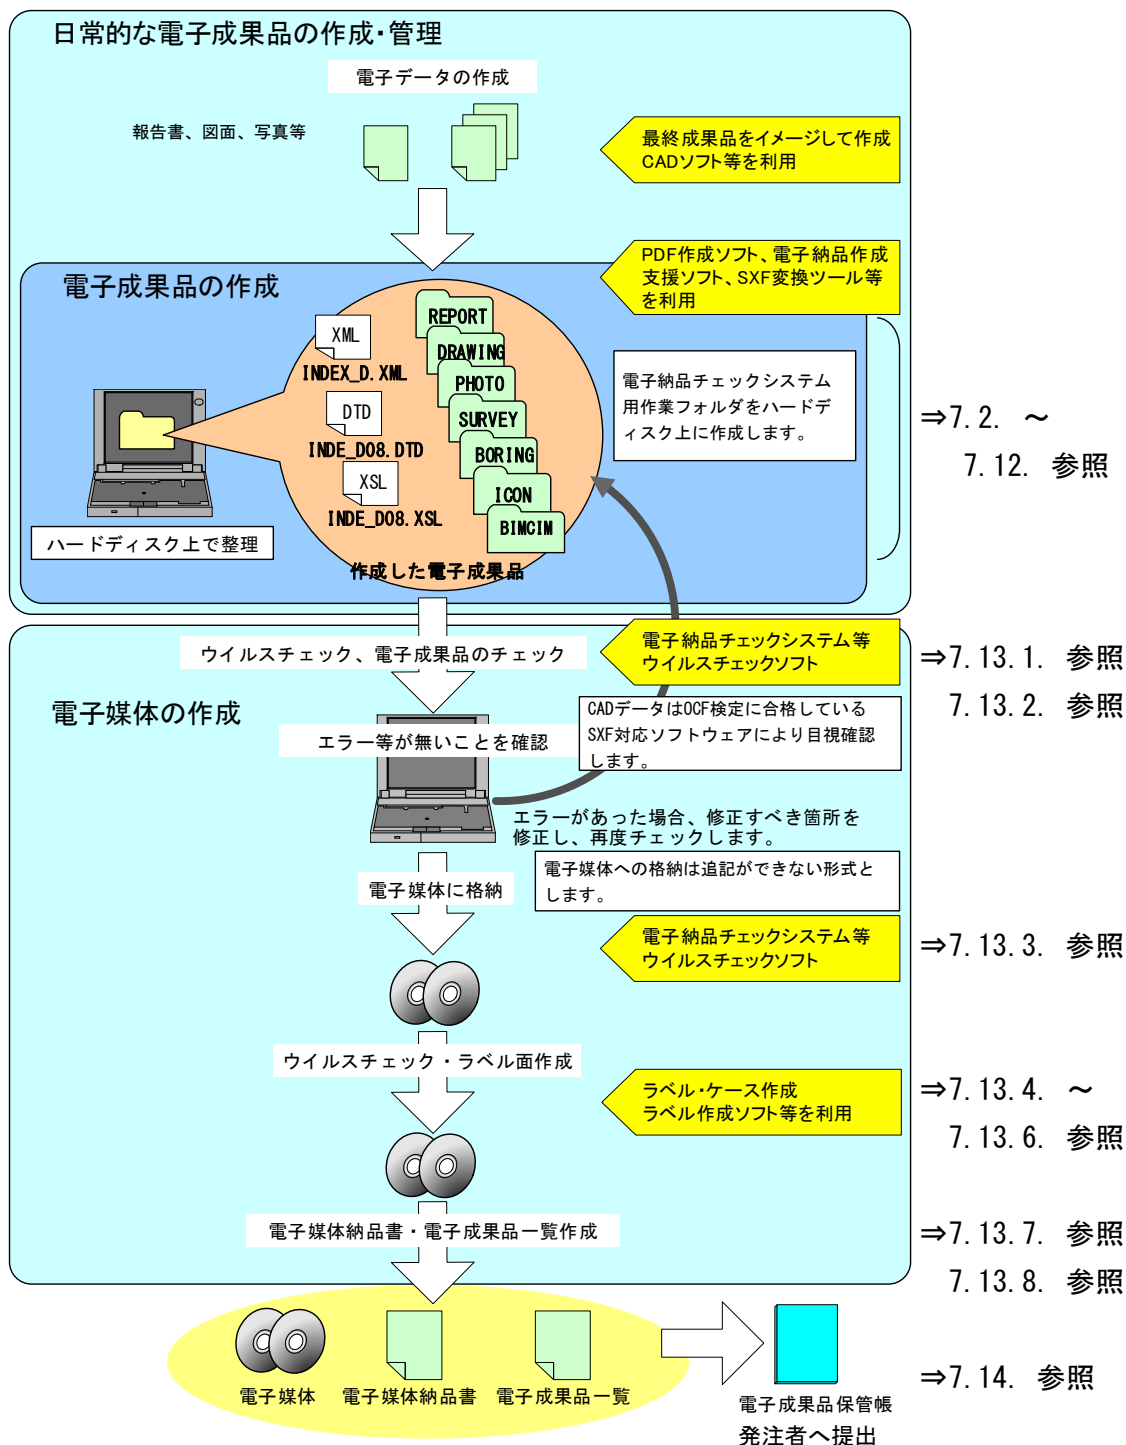 日常的な電子成果品の作成・管理
電子データの作成
報告書、図面、写真等
最終成果品をイメージして作成
CADソフト等を利用
PDF作成ソフト、電子納品作成
支援ソフト、SXF変換ツール等
を利用
電子成果品の作成
XML
INDEX_D.XML
DTD
INDE_D08.DTD
XSL
INDE_D08.XSL
REPORT
DRAWING
PHOTO
SURVEY
BORING
ICON
BIMCIM
作成した電子成果品
ハードディスク上で整理
電子納品チェックシステム
用作業フォルダをハードデ
ィスク上に作成します。
⇒7.2. ～
7.12. 参照
ウイルスチェック、電子成果品のチェック
電子納品チェックシステム等
ウイルスチェックソフト
⇒7.13.1. 参照
7.13.2. 参照
電子媒体の作成
エラー等が無いことを確認
CADデータはOCF検定に合格している
SXF対応ソフトウェアにより目視確認
します。
エラーがあった場合、修正すべき箇所を
修正し、再度チェックします。
電子媒体に格納
電子媒体への格納は追記ができない形式と
します。
電子納品チェックシステム等
ウイルスチェックソフト
⇒7.13.3. 参照
ウイルスチェック・ラベル面作成
ラベル・ケース作成
ラベル作成ソフト等を利用
⇒7.13.4. ～
7.13.6. 参照
電子媒体納品書・電子成果品一覧作成
⇒7.13.7. 参照
7.13.8. 参照
電子媒体
電子媒体納品書
電子成果品一覧
電子成果品保管帳
発注者へ提出
⇒7.14. 参照